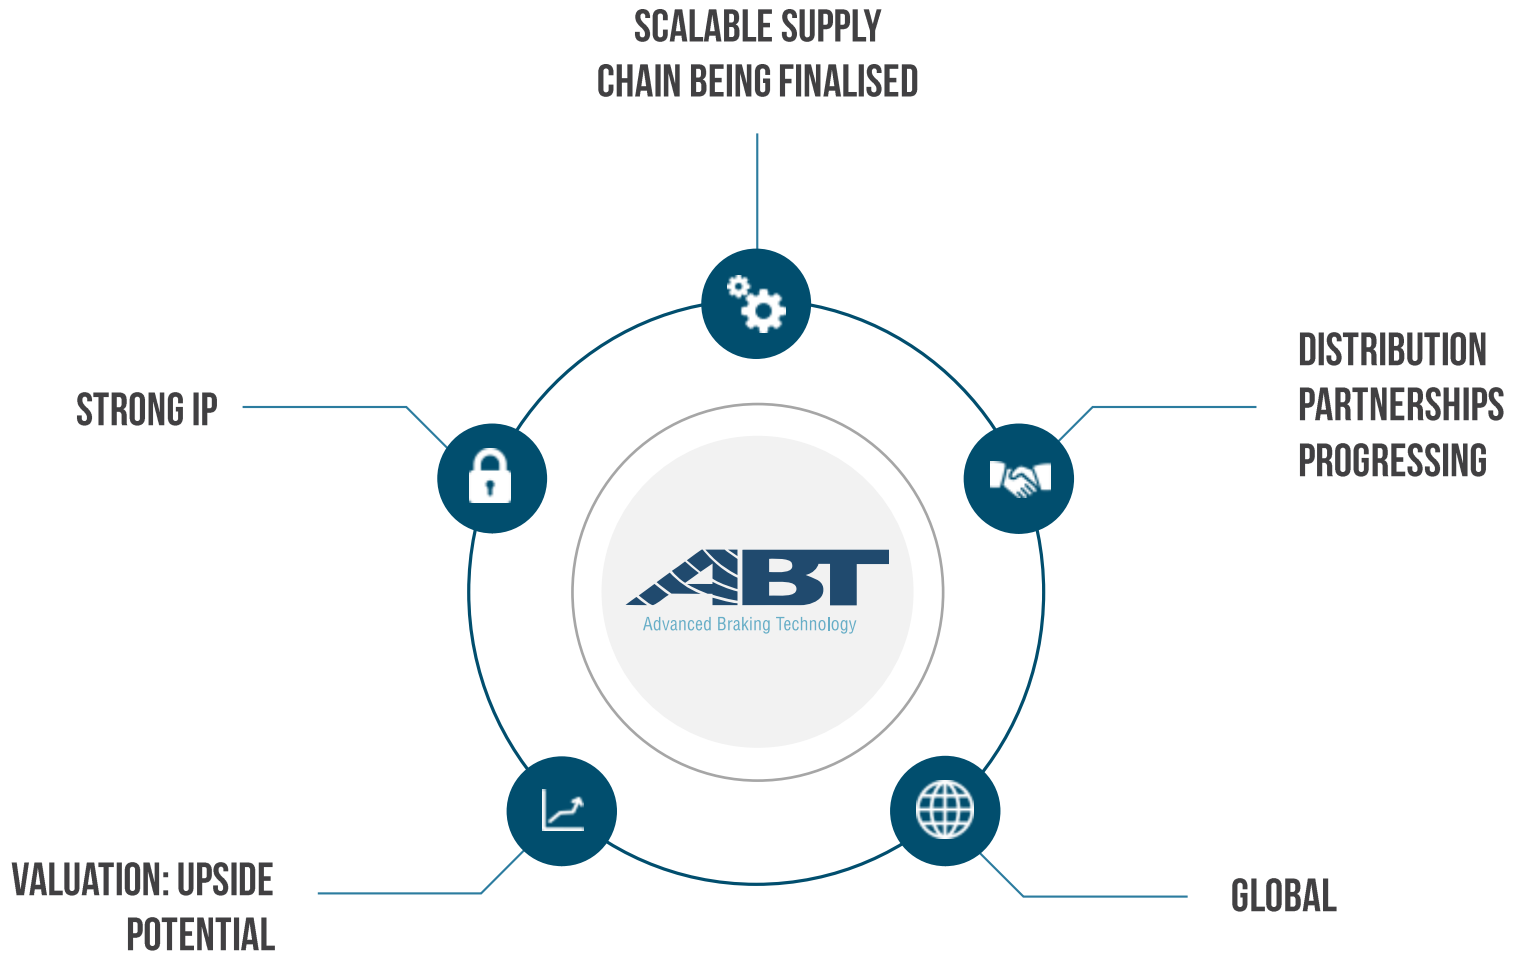 SCALABLE SUPPLY
CHAIN BEING FINALISED
DISTRIBUTION
PARTNERSHIPS
PROGRESSING
STRONG IP
ABT
Advanced Braking Technology
VALUATION: UPSIDE
POTENTIAL
GLOBAL